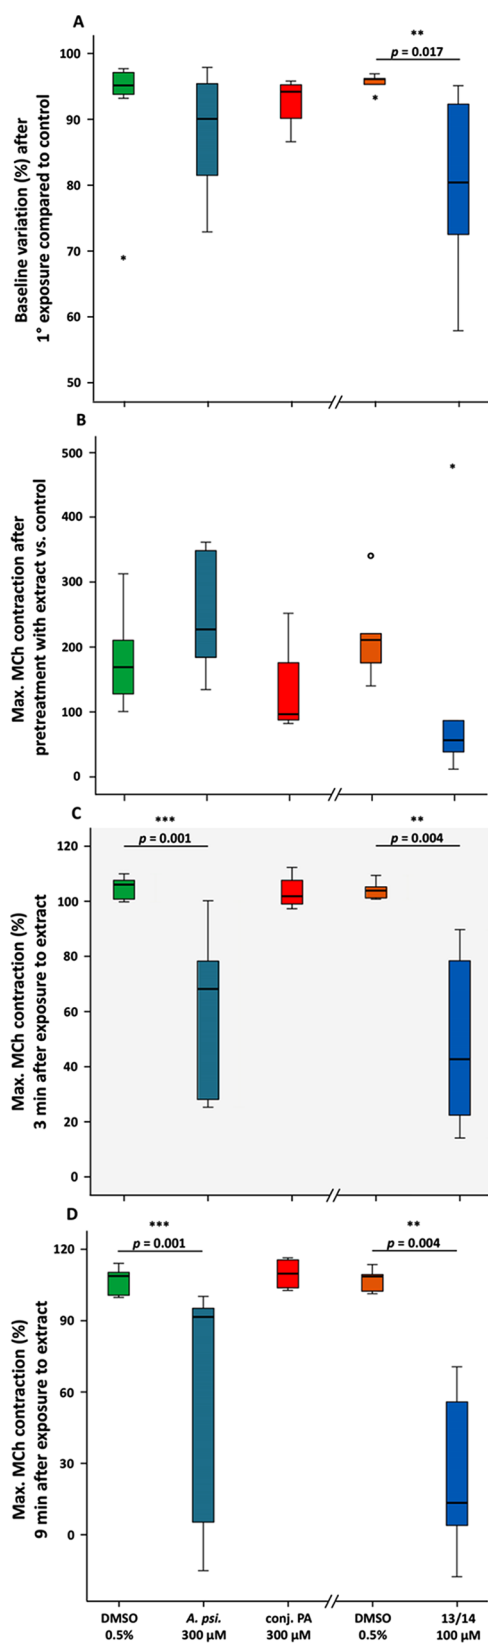 A
Baseline variation (%) after
1° exposure compared to control
100
90
80
70
60
50
*
*
**
p = 0.017
B
Max. MCh contraction after
pretreatment with extract vs. control
500
400
300
200
100
0
*
C
Max. MCh contraction (%)
3 min after exposure to extract
120
100
80
60
40
20
0
***
p = 0.001
**
p = 0.004
D
Max. MCh contraction (%)
9 min after exposure to extract
120
90
60
30
0
***
p = 0.001
**
p = 0.004
DMSO
0.5%
A. psi.
300 µM
conj. PA
300 µM
DMSO
0.5%
13/14
100 µM